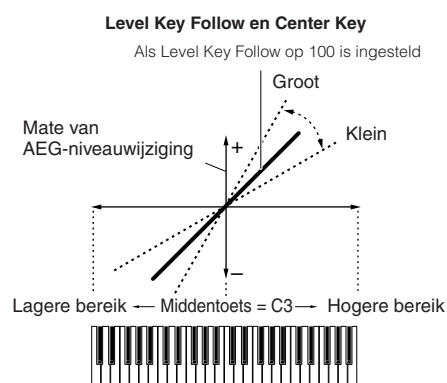 Level Key Follow en Center Key
Als Level Key Follow op 100 is ingesteld
Groot
Klein
Mate van
AEG-niveauwijziging
+
–
Lagere bereik
Middentoets = C3
Hogere bereik